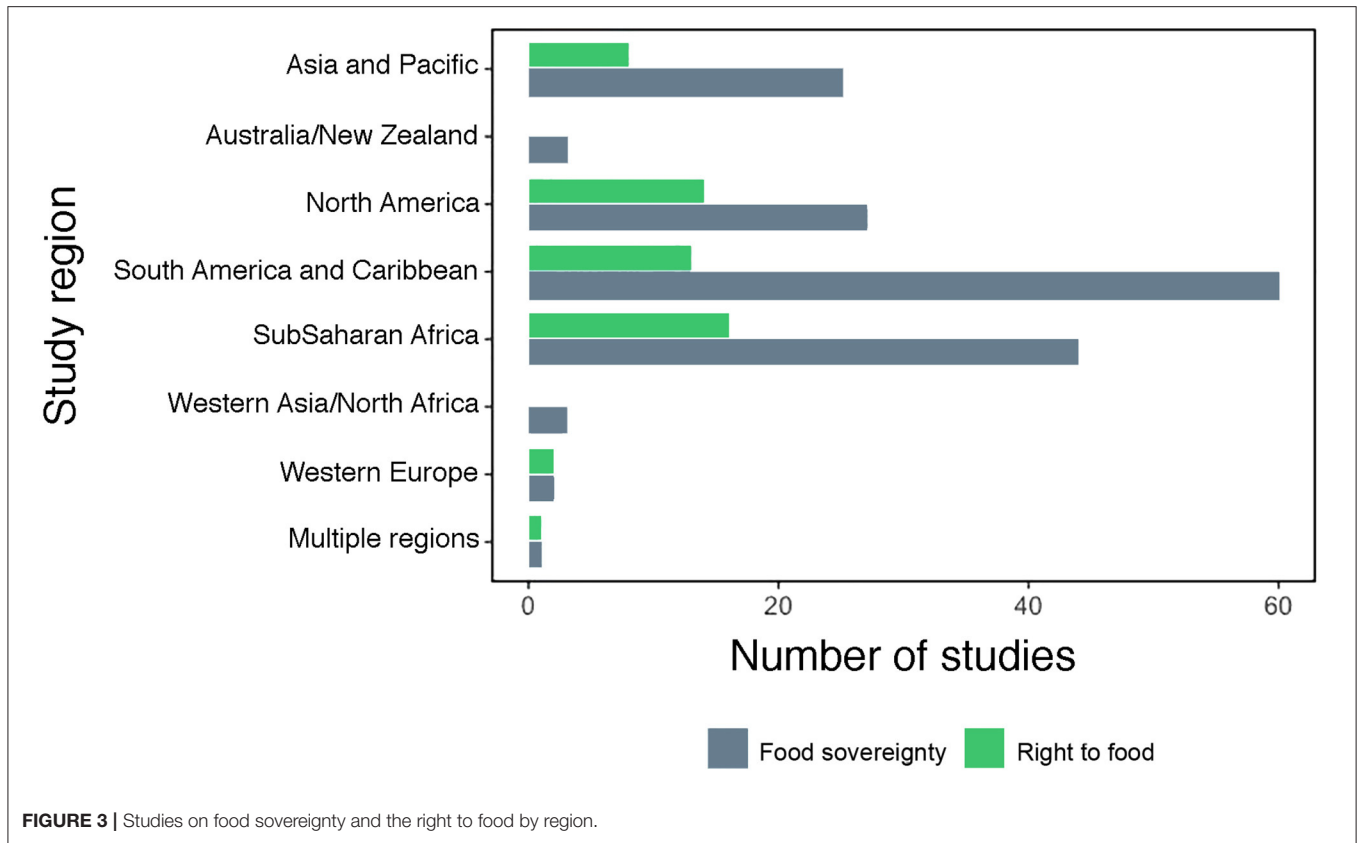 Study region
Asia and Pacific
Australia/New Zealand
North America
South America and Caribbean
SubSaharan Africa
Western Asia/North Africa
Western Europe
Multiple regions
0 20 40 60
Number of studies
Food sovereignty Right to food
FIGURE 3 | Studies on food sovereignty and the right to food by region.